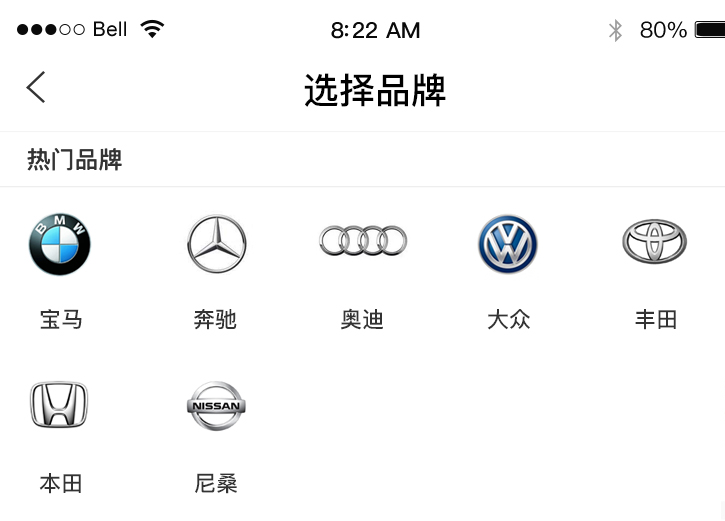 Bell 8:22 AM 80%
选择品牌
热门品牌
BMW
宝马 奔驰 奥迪 大众 丰田
NISSAN
本田 尼桑